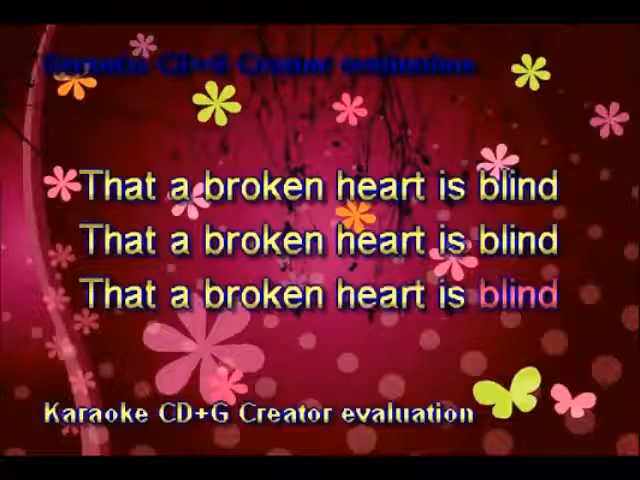 Karaoke CD+G Creator evaluation
That a broken heart is blind
That a broken heart is blind
That a broken heart is blind
Karaoke CD+G Creator evaluation